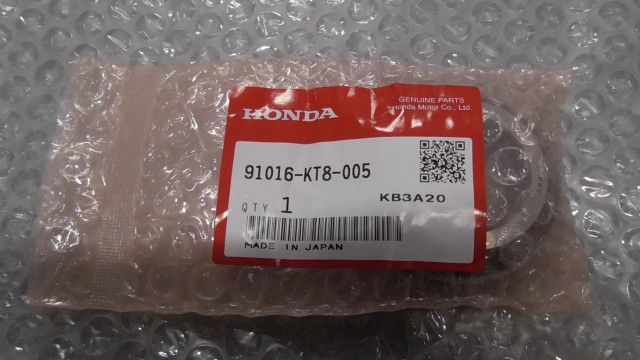 GENUINE PARTS
HONDA
Honda Motor Co., Ltd.
91016-KT8-005
QTY 1
KB3A20
MADE IN JAPAN